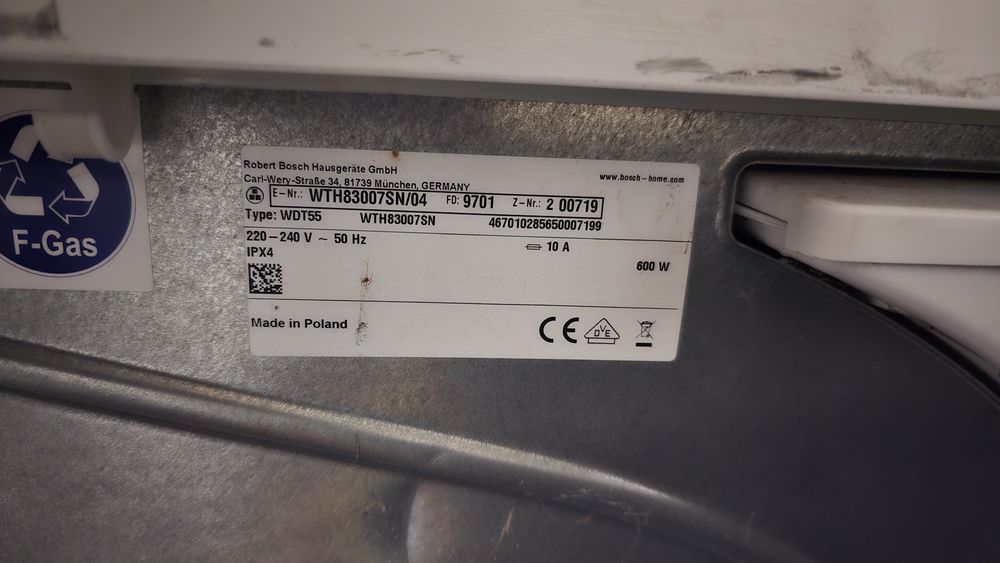 F-Gas
Robert Bosch Hausgeräte GmbH
Carl-Wery-Straße 34, 81739 München, GERMANY
www.bosch-home.com
E-Nr.: WTH83007SN/04 FD: 9701 Z-Nr.: 2 00719
Type: WDT55 WTH83007SN 467010285650007199
220-240 V ~ 50 Hz 10 A
IPX4 600 W
Made in Poland CE DVE